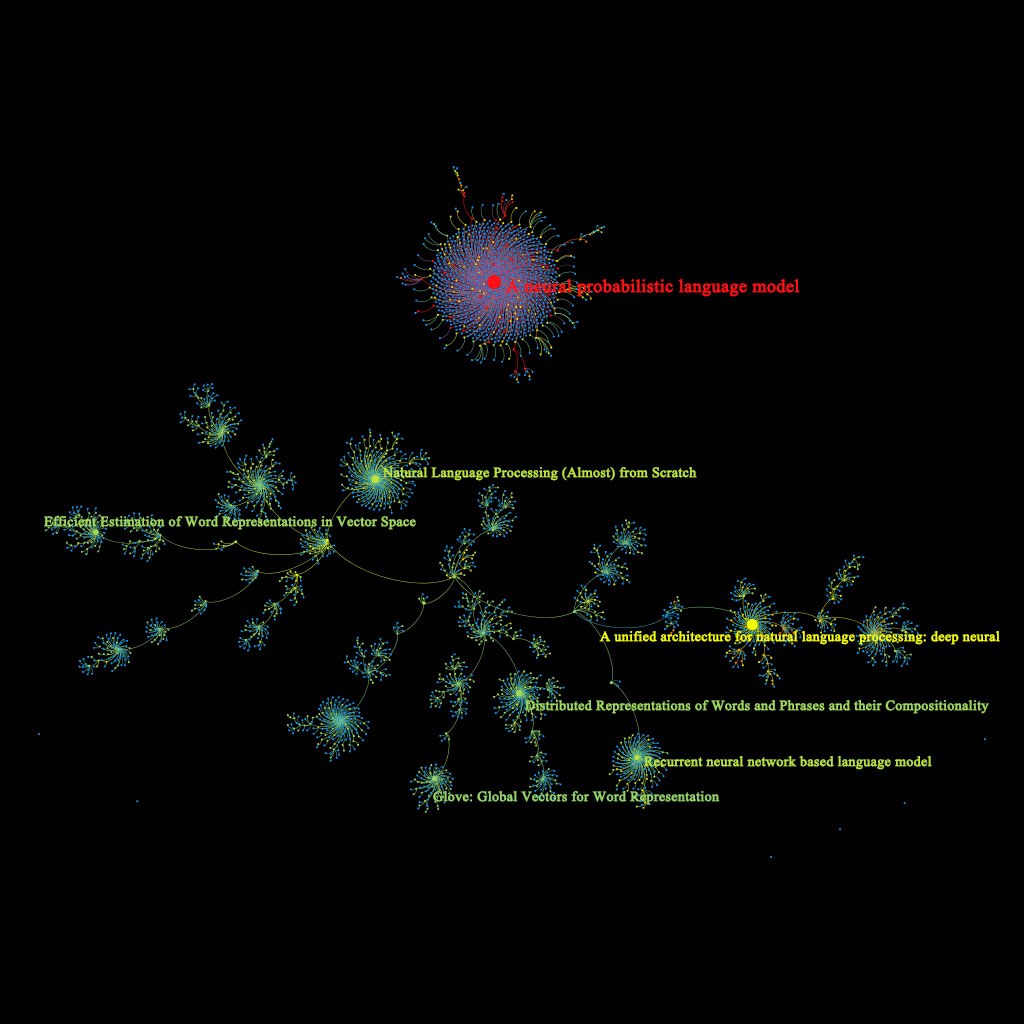 A neural probabilistic language model
Natural Language Processing (Almost) from Scratch
Efficient Estimation of Word Representations in Vector Space
A unified architecture for natural language processing: deep neural
Distributed Representations of Words and Phrases and their Compositionality
Recurrent neural network based language model
Glove: Global Vectors for Word Representation